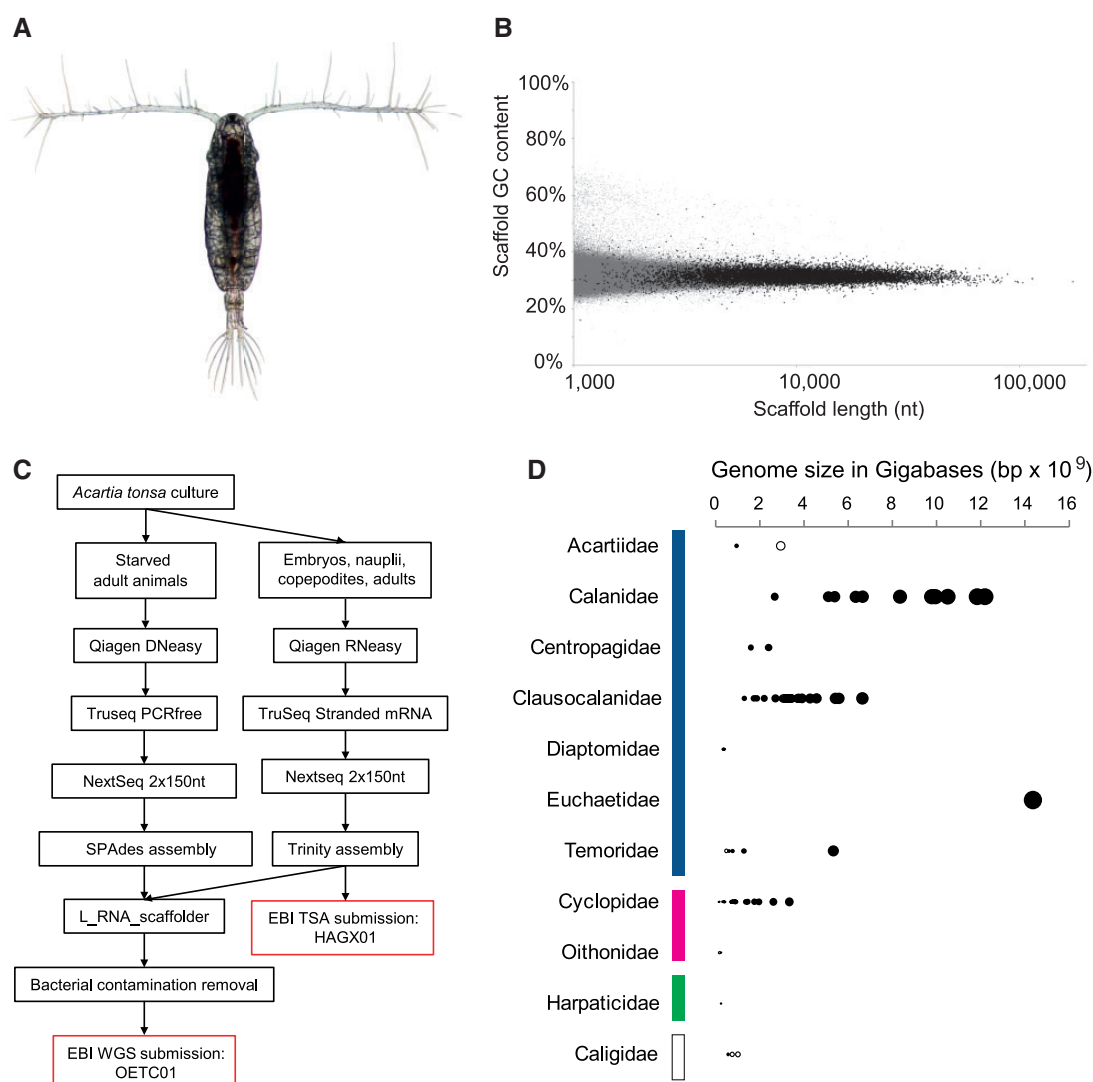 A
B
100%
80%
60%
40%
20%
0%
Scaffold GC content
1,000
10,000
100,000
Scaffold length (nt)
C
Acartia tonsa culture
Starved
adult animals
Embryos, nauplii,
copepodites, adults
Qiagen DNeasy
Qiagen RNeasy
Truseq PCRfree
TruSeq Stranded mRNA
NextSeq 2x150nt
Nextseq 2x150nt
SPAdes assembly
Trinity assembly
L_RNA_scaffolder
EBI TSA submission:
HAGX01
Bacterial contamination removal
EBI WGS submission:
OETC01
D
Genome size in Gigabases (bp x 10 9)
0 2 4 6 8 10 12 14 16
Acartiidae
Calanidae
Centropagidae
Clausocalanidae
Diaptomidae
Euchaetidae
Temoridae
Cyclopidae
Oithonidae
Harpaticidae
Caligidae